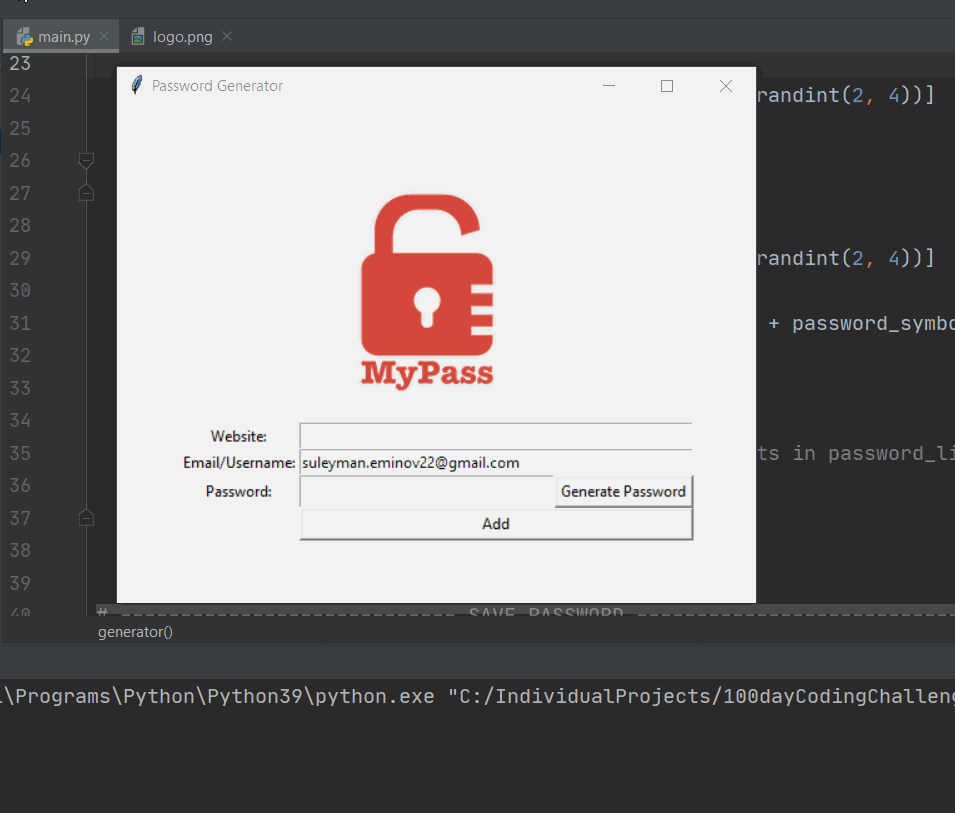 main.py
logo.png
23
Password Generator
24
randint(2, 4))]
25
26
27
28
29
randint(2, 4))]
30
31
+ password_symbo
32
33
34
35
ts in password_li
36
37
38
39
40
# ---------------------------- SAVE PASSWORD -------------------------------
MyPass
Website:
Email/Username: suleyman.eminov22@gmail.com
Password:
Generate Password
Add
generator()
\Programs\Python\Python39\python.exe "C:/IndividualProjects/100dayCodingChalleng